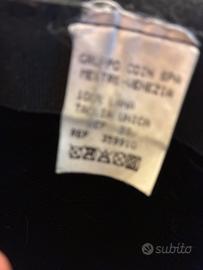 GRUPPO COIN SPA
MESTRE-VENEZIA
100% LANA
TAGLIA UNICA
REF
subito